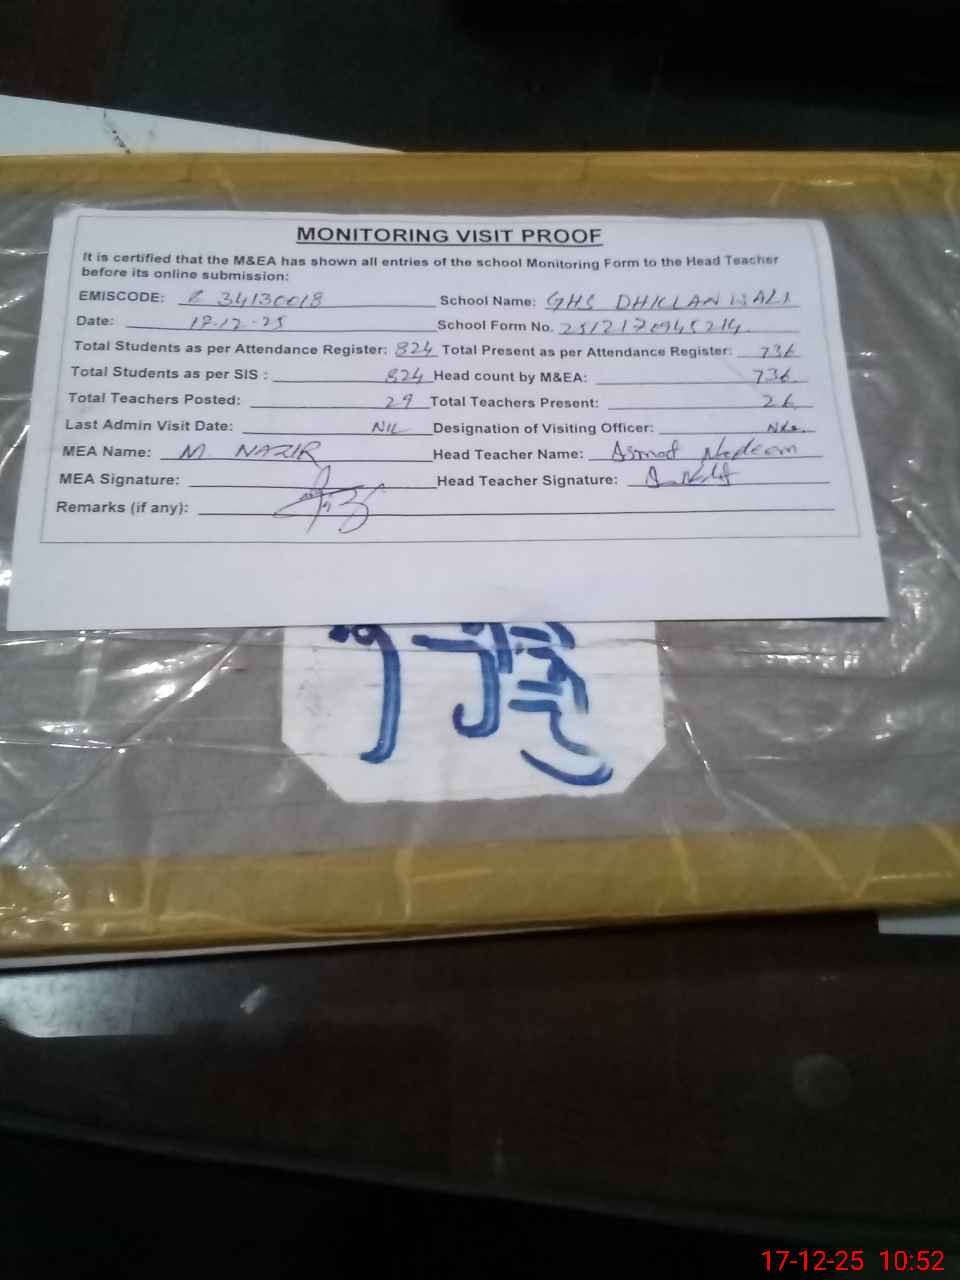 MONITORING VISIT PROOF
It is certified that the M&EA has shown all entries of the school Monitoring Form to the Head Teacher
before its online submission:
EMISCODE: 34130018 School Name: GHS DHILLANWALI
Date: 17-12-25 School Form No. 2512170945214
Total Students as per Attendance Register: 824 Total Present as per Attendance Register: 736
Total Students as per SIS : 824 Head count by M&EA: 736
Total Teachers Posted: 29 Total Teachers Present: 26
Last Admin Visit Date: NIL Designation of Visiting Officer:
MEA Name: M NAZIR Head Teacher Name: Nadeem
MEA Signature: Head Teacher Signature:
Remarks (if any):
17-12-25 10:52